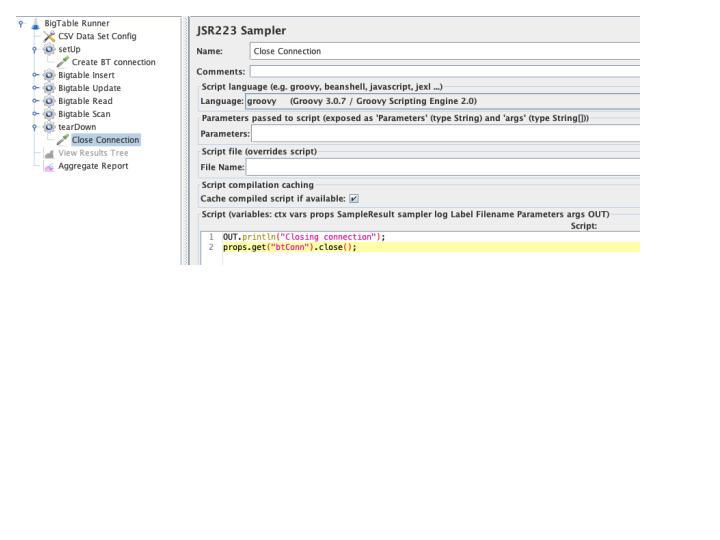 BigTable Runner
CSV Data Set Config
setUp
Create BT connection
Bigtable Insert
Bigtable Update
Bigtable Read
Bigtable Scan
tearDown
Close Connection
View Results Tree
Aggregate Report
JSR223 Sampler
Name: Close Connection
Comments:
Script language (e.g. groovy, beanshell, javascript, jexl ...)
Language: groovy (Groovy 3.0.7 / Groovy Scripting Engine 2.0)
Parameters passed to script (exposed as 'Parameters' (type String) and 'args' (type String[]))
Parameters:
Script file (overrides script)
File Name:
Script compilation caching
Cache compiled script if available:
Script (variables: ctx vars props SampleResult sampler log Label Filename Parameters args OUT)
Script:
1 OUT.println("Closing connection");
2 props.get("btConn").close();